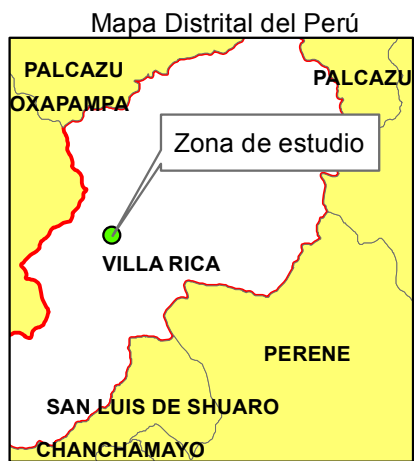 Mapa Distrital del Perú
PALCAZU
PALCAZU
OXAPAMPA
Zona de estudio
VILLA RICA
PERENE
SAN LUIS DE SHUARO
CHANCHAMAYO